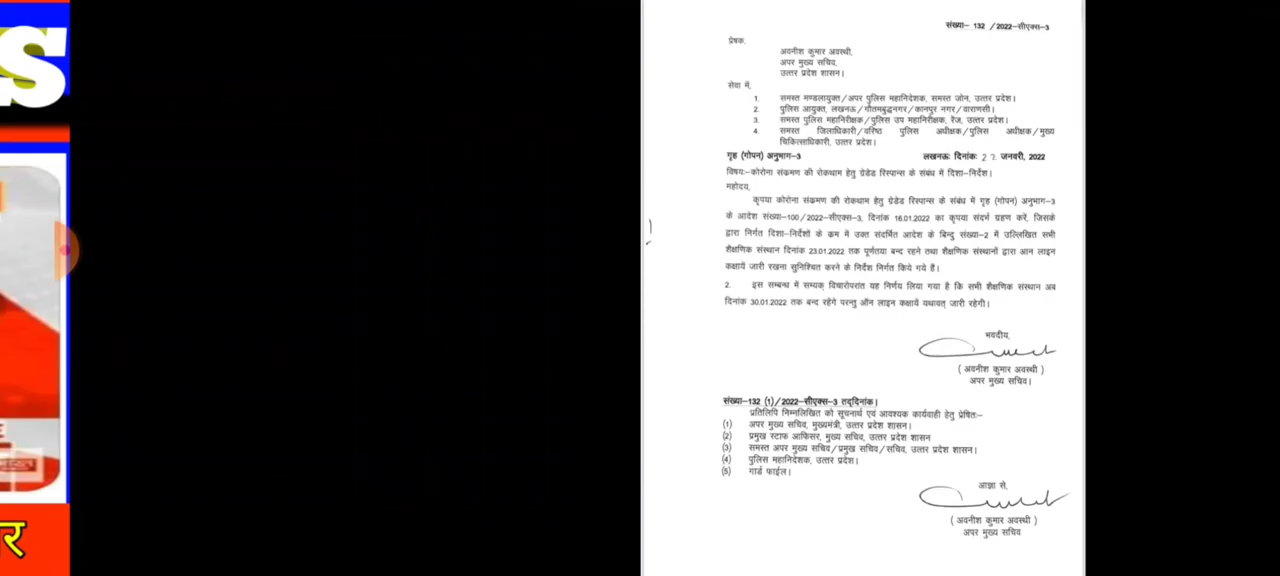 S
र
संख्या- 132 /2022-सीएक्स-3
प्रेषक,
अवनीश कुमार अवस्थी,
अपर मुख्य सचिव,
उत्तर प्रदेश शासन।
सेवा में,
1. समस्त मण्डलायुक्त/अपर पुलिस महानिदेशक, समस्त जोन, उत्तर प्रदेश।
2. पुलिस आयुक्त, लखनऊ/गौतमबुद्धनगर/कानपुर नगर/वाराणसी।
3. समस्त पुलिस महानिरीक्षक/पुलिस उप महानिरीक्षक, रेंज, उत्तर प्रदेश।
4. समस्त जिलाधिकारी/वरिष्ठ पुलिस अधीक्षक/पुलिस अधीक्षक/मुख्य
चिकित्साधिकारी, उत्तर प्रदेश।
गृह (गोपन) अनुभाग-3 लखनऊः दिनांकः 22 जनवरी, 2022
विषयः-कोरोना संक्रमण की रोकथाम हेतु ग्रेडेड रिस्पान्स के संबंध में दिशा-निर्देश।
महोदय,
कृपया कोरोना संक्रमण की रोकथाम हेतु ग्रेडेड रिस्पान्स के संबंध में गृह (गोपन) अनुभाग-3
के आदेश संख्या-100/2022-सीएक्स-3, दिनांक 16.01.2022 का कृपया संदर्भ ग्रहण करें, जिसके
द्वारा निर्गत दिशा-निर्देशों के कम में उक्त संदर्भित आदेश के बिन्दु संख्या-2 में उल्लिखित सभी
शैक्षणिक संस्थान दिनांक 23.01.2022 तक पूर्णतया बन्द रहने तथा शैक्षणिक संस्थानों द्वारा आन लाइन
कक्षायें जारी रखना सुनिश्चित करने के निर्देश निर्गत किये गये हैं।
2. इस सम्बन्ध में सम्यक् विचारोपरांत यह निर्णय लिया गया है कि सभी शैक्षणिक संस्थान अब
दिनांक 30.01.2022 तक बन्द रहेंगे परन्तु ऑन लाइन कक्षायें यथावत् जारी रहेगी।
भवदीय,
( अवनीश कुमार अवस्थी )
अपर मुख्य सचिव।
संख्या-132 (1)/2022-सीएक्स-3 तद्दिनांक।
प्रतिलिपि निम्नलिखित को सूचनार्थ एवं आवश्यक कार्यवाही हेतु प्रेषितः-
(1) अपर मुख्य सचिव, मुख्यमंत्री, उत्तर प्रदेश शासन।
(2) प्रमुख स्टाफ आफिसर, मुख्य सचिव, उत्तर प्रदेश शासन
(3) समस्त अपर मुख्य सचिव/प्रमुख सचिव/सचिव, उत्तर प्रदेश शासन।
(4) पुलिस महानिदेशक, उत्तर प्रदेश।
(5) गार्ड फाईल।
आज्ञा से,
( अवनीश कुमार अवस्थी )
अपर मुख्य सचिव